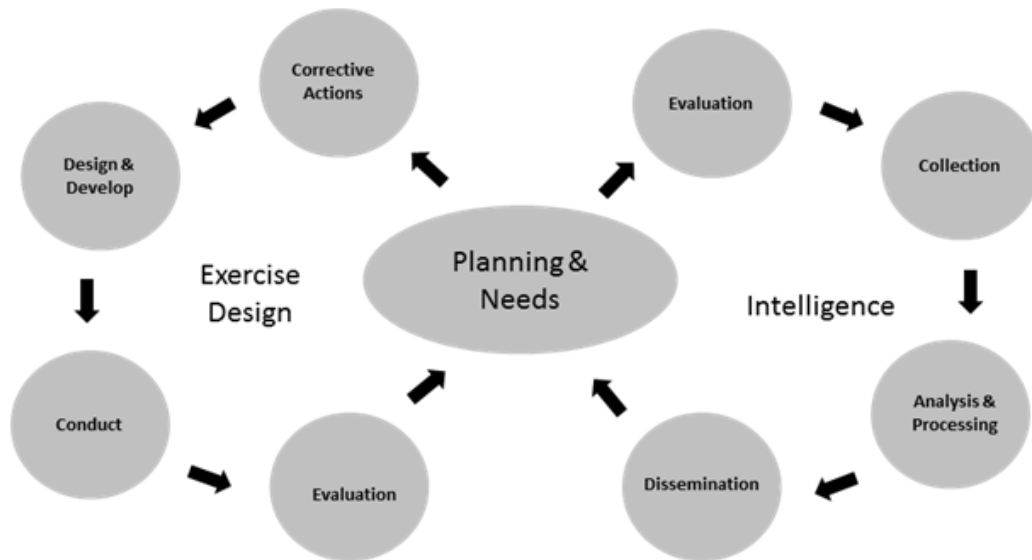 Corrective
Actions
Evaluation
Design &
Develop
Collection
Planning &
Needs
Exercise
Design
Intelligence
Conduct
Analysis &
Processing
Evaluation
Dissemination